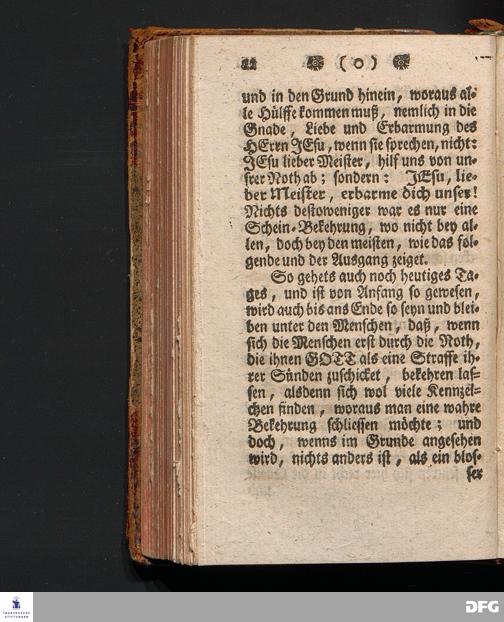 22 ❁ ( o ) ❁
und in den Grund hinein, woraus al-
le Hülffe kommen muß, nemlich in die
Gnade, Liebe und Erbarmung des
HErrn JEsu, wenn sie sprechen, nicht:
JEsu lieber Meister, hilf uns von un-
srer Noth ab; sondern: JEsu, lie-
ber Meister, erbarme dich unser!
Nichts destoweniger war es nur eine
Schein-Bekehrung, wo nicht bey al-
len, doch bey den meisten, wie das fol-
gende und der Ausgang zeiget.
So gehets auch noch heutiges Ta-
ges, und ist von Anfang so gewesen,
wird auch bis ans Ende so seyn und blei-
ben unter den Menschen, daß, wenn
sich die Menschen erst durch die Noth,
die ihnen GOTT als eine Straffe ih-
rer Sünden zuschicket, bekehren las-
sen, alsdenn sich wol viele Kennzei-
chen finden, woraus man eine wahre
Bekehrung schliessen möchte; und
doch, wenns im Grunde angesehen
wird, nichts anders ist, als ein blos-
ser
FRANCKESCHE
STIFTUNGEN
DFG